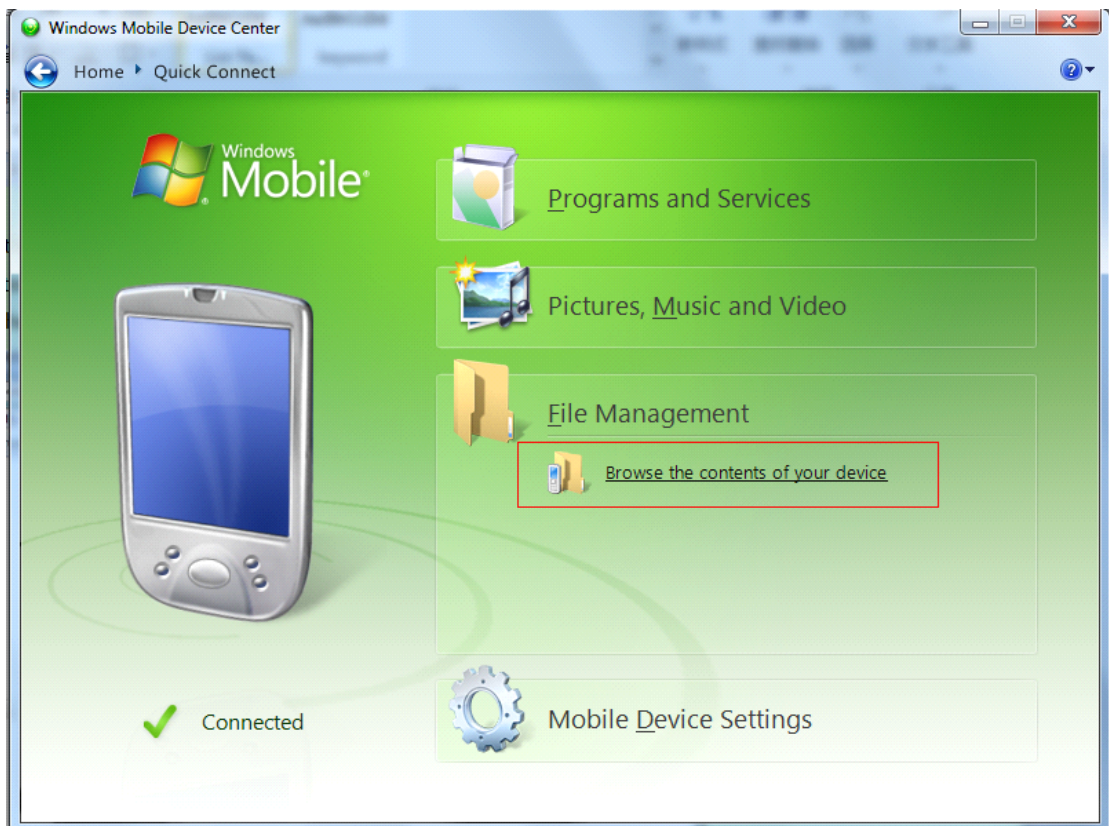 Windows Mobile Device Center
Home Quick Connect
Windows
Mobile
Programs and Services
Pictures, Music and Video
File Management
Browse the contents of your device
Connected
Mobile Device Settings